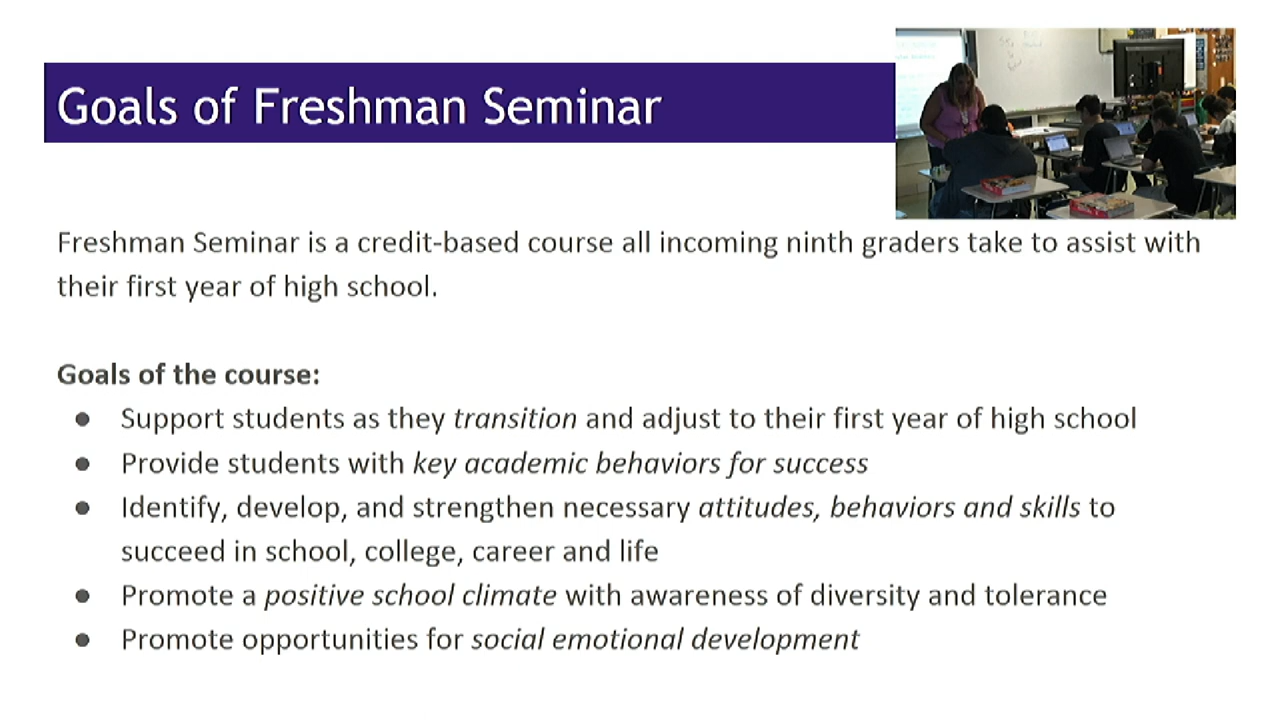 Goals of Freshman Seminar
Freshman Seminar is a credit-based course all incoming ninth graders take to assist with
their first year of high school.
Goals of the course:
● Support students as they transition and adjust to their first year of high school
● Provide students with key academic behaviors for success
● Identify, develop, and strengthen necessary attitudes, behaviors and skills to
succeed in school, college, career and life
● Promote a positive school climate with awareness of diversity and tolerance
● Promote opportunities for social emotional development